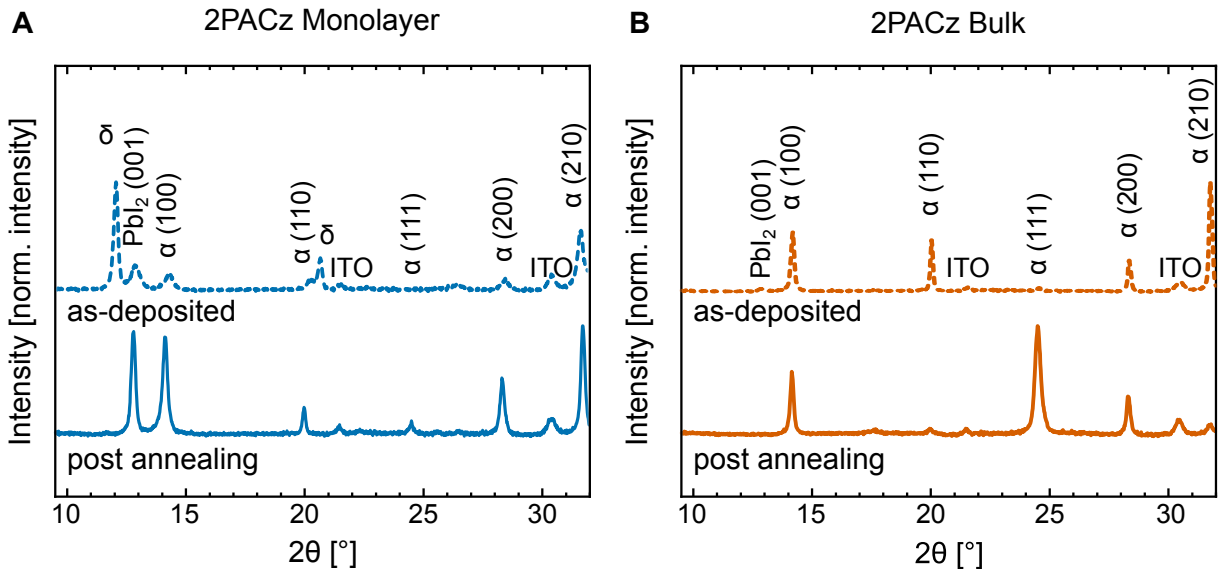 A
2PACz Monolayer
Intensity [norm. intensity]
δ
PbI₂ (001)
α (100)
α (110)
δ
ITO
α (111)
α (200)
ITO
α (210)
as-deposited
post annealing
10 15 20 25 30
2θ [°]
B
2PACz Bulk
Intensity [norm. intensity]
PbI₂ (001)
α (100)
α (110)
ITO
α (111)
α (200)
ITO
α (210)
as-deposited
post annealing
10 15 20 25 30
2θ [°]